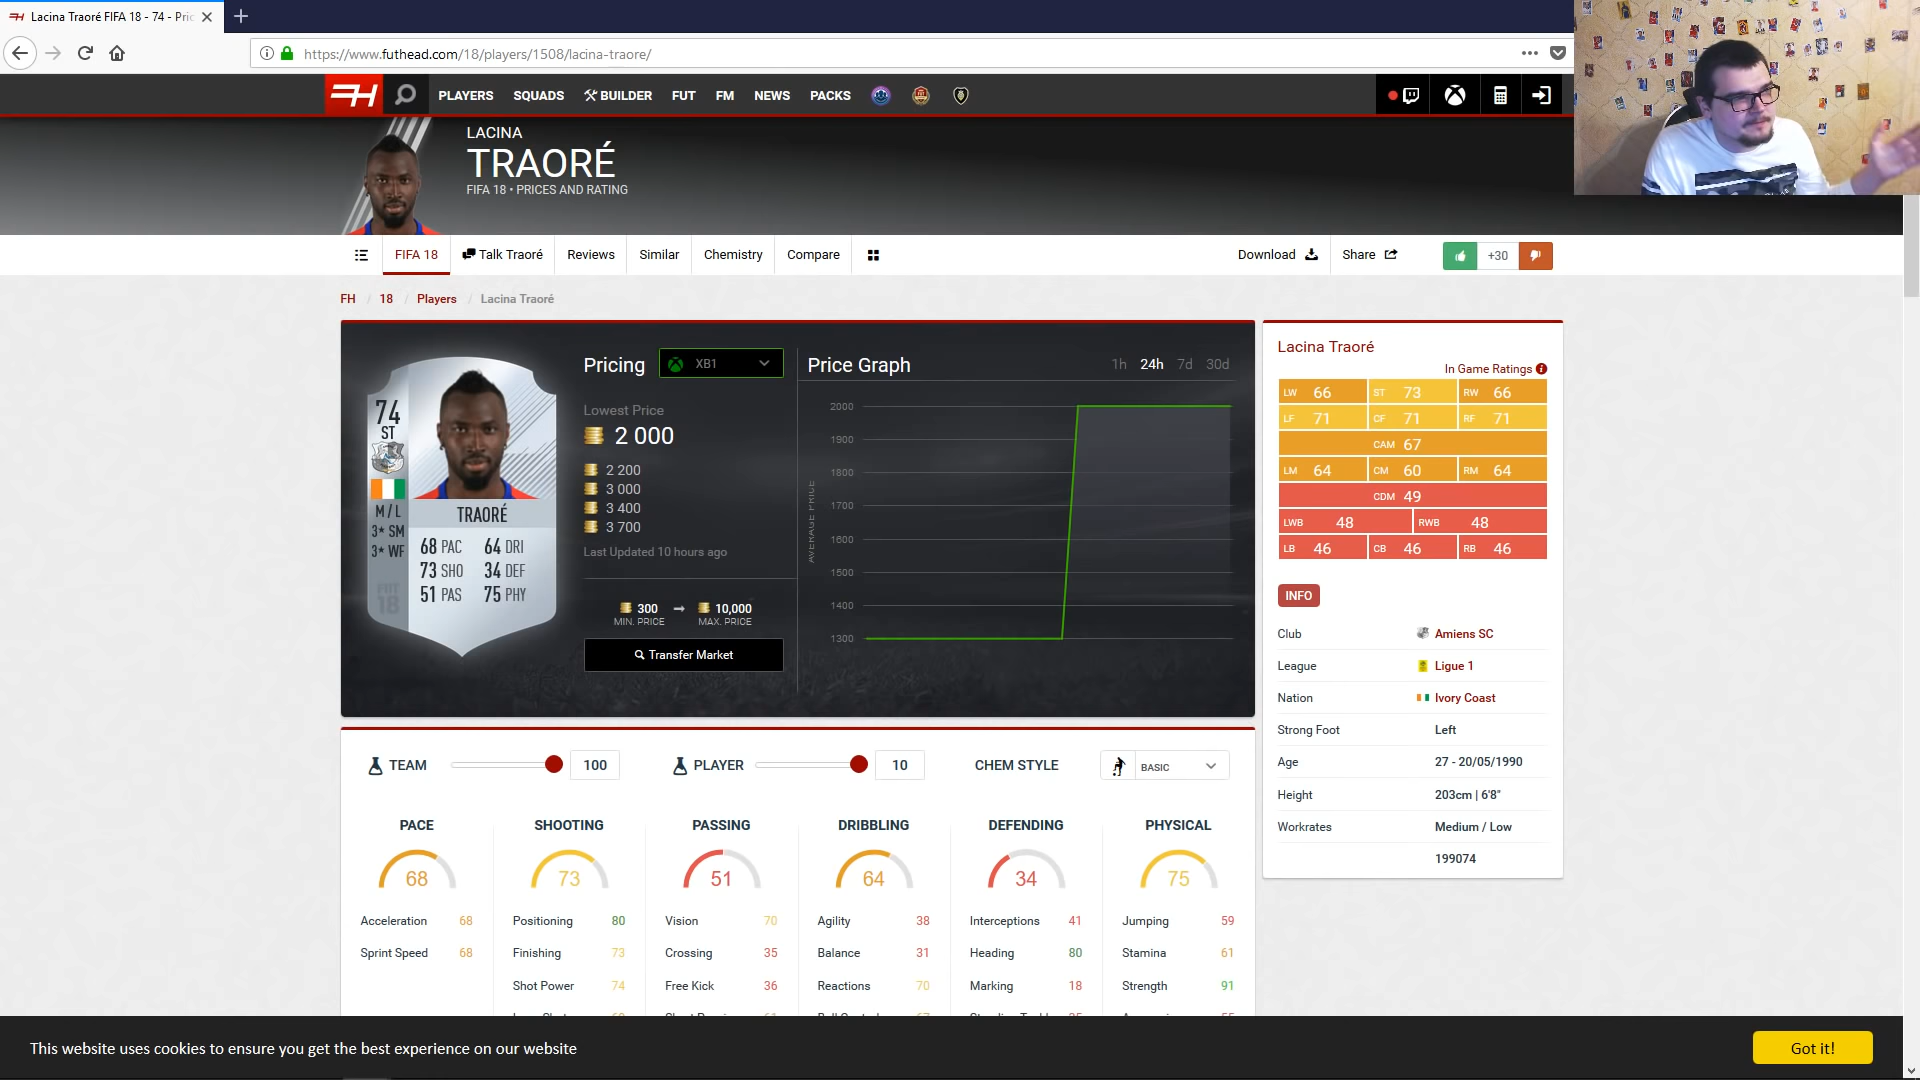 Lacina Traoré FIFA 18 - 74 - Pric
https://www.futhead.com/18/players/1508/lacina-traore/
FH PLAYERS SQUADS BUILDER FUT FM NEWS PACKS
LACINA
TRAORÉ
FIFA 18 • PRICES AND RATING
FIFA 18 Talk Traoré Reviews Similar Chemistry Compare Download Share +30
FH / 18 / Players / Lacina Traoré
Pricing XB1
Lowest Price
2 000
2 200
3 000
3 400
3 700
Last Updated 10 hours ago
300 10,000
MIN. PRICE MAX. PRICE
Transfer Market
74
ST
M / L
3* SM
3* WF
TRAORÉ
68 PAC 64 DRI
73 SHO 34 DEF
51 PAS 75 PHY
Price Graph 1h 24h 7d 30d
AVERAGE PRICE
2000
1900
1800
1700
1600
1500
1400
1300
Lacina Traoré
In Game Ratings
LW 66 ST 73 RW 66
LF 71 CF 71 RF 71
CAM 67
LM 64 CM 60 RM 64
CDM 49
LWB 48 RWB 48
LB 46 CB 46 RB 46
INFO
Club Amiens SC
League Ligue 1
Nation Ivory Coast
Strong Foot Left
Age 27 - 20/05/1990
Height 203cm | 6'8"
Workrates Medium / Low
199074
TEAM 100 PLAYER 10 CHEM STYLE BASIC
PACE SHOOTING PASSING DRIBBLING DEFENDING PHYSICAL
68 73 51 64 34 75
Acceleration 68 Positioning 80 Vision 70 Agility 38 Interceptions 41 Jumping 59
Sprint Speed 68 Finishing 73 Crossing 35 Balance 31 Heading 80 Stamina 61
Shot Power 74 Free Kick 36 Reactions 70 Marking 18 Strength 91
This website uses cookies to ensure you get the best experience on our website
Got it!